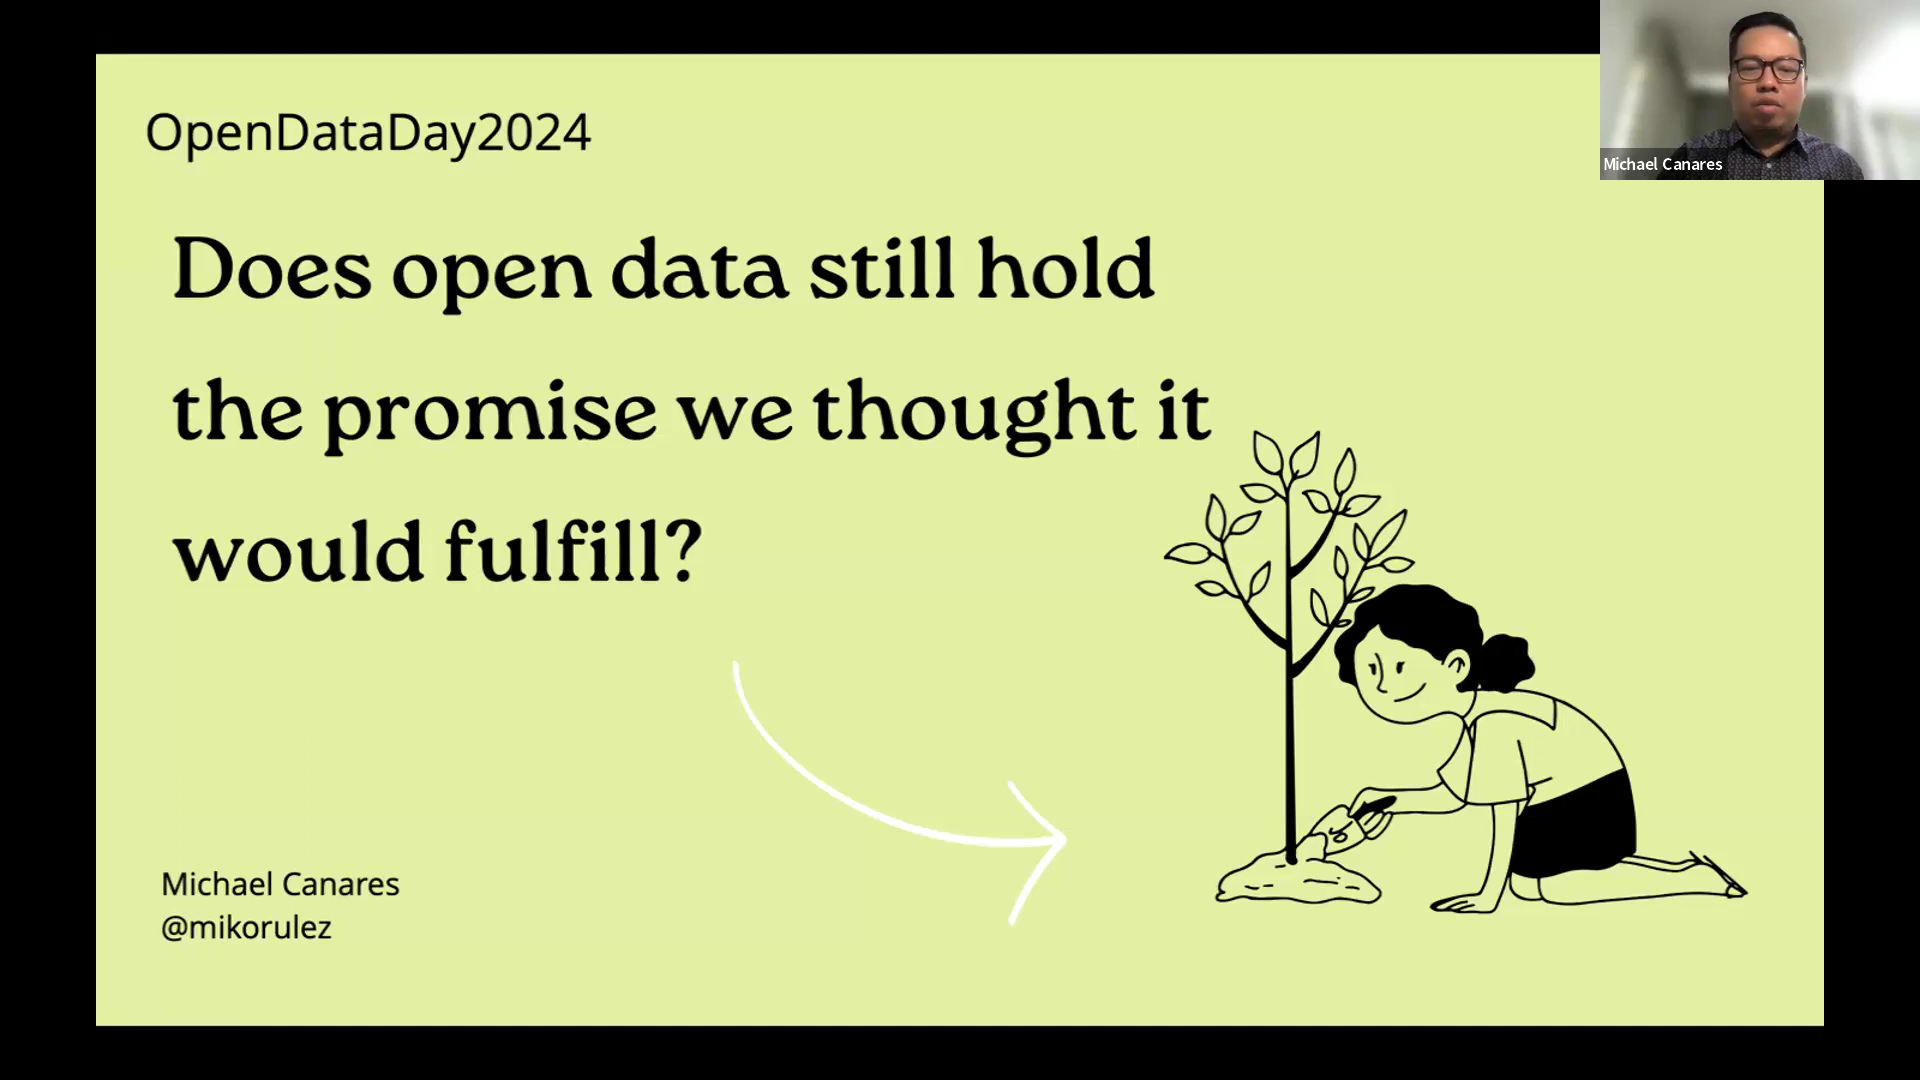 OpenDataDay2024
Does open data still hold
the promise we thought it
would fulfill?
Michael Canares
@mikorulez
Michael Canares